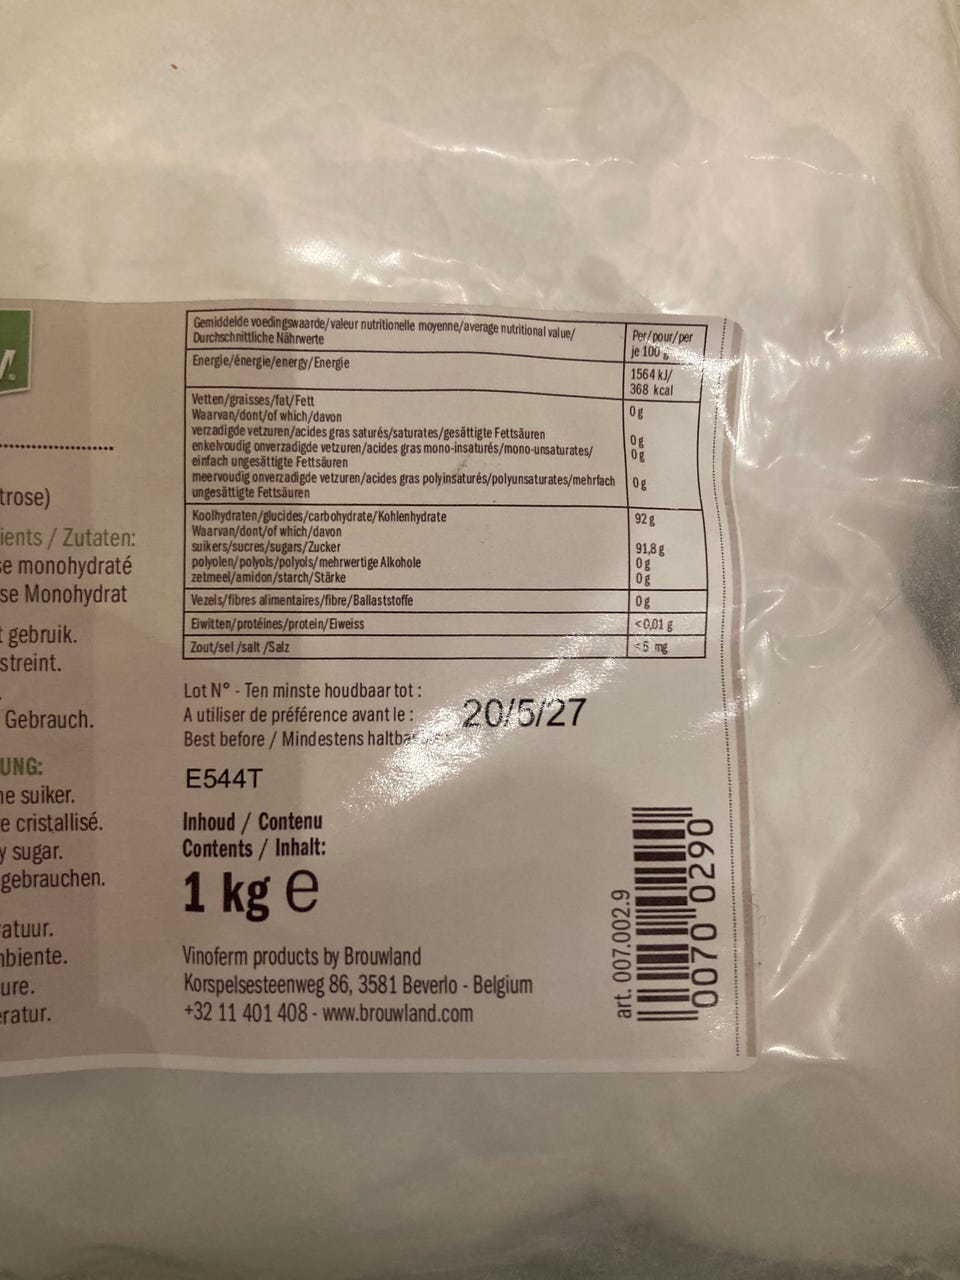 trose)
ients / Zutaten:
se monohydraté
se Monohydrat
t gebruik.
streint.
Gebrauch.
UNG:
ne suiker.
e cristallisé.
y sugar.
gebrauchen.
atuur.
nbiente.
ure.
eratur.
Gemiddelde voedingswaarde/valeur nutritionelle moyenne/average nutritional value/
Durchschnittliche Nährwerte
Per/pour/per
je 100 g
Energie/énergie/energy/Energie
1564 kJ/
368 kcal
Vetten/graisses/fat/Fett
0 g
Waarvan/dont/of which/davon
verzadigde vetzuren/acides gras saturés/saturates/gesättigte Fettsäuren
0 g
enkelvoudig onverzadigde vetzuren/acides gras mono-insaturés/mono-unsaturates/
0 g
einfach ungesättigte Fettsäuren
meervoudig onverzadigde vetzuren/acides gras polyinsaturés/polyunsaturates/mehrfach
0 g
ungesättigte Fettsäuren
Koolhydraten/glucides/carbohydrate/Kohlenhydrate
92 g
Waarvan/dont/of which/davon
suikers/sucres/sugars/Zucker
91,8 g
polyolen/polyols/polyols/mehrwertige Alkohole
0 g
zetmeel/amidon/starch/Stärke
0 g
Vezels/fibres alimentaires/fibre/Ballaststoffe
0 g
Eiwitten/protéines/protein/Eiweiss
<0,01 g
Zout/sel /salt /Salz
<5 mg
Lot N° - Ten minste houdbaar tot :
A utiliser de préférence avant le :
Best before / Mindestens
20/5/27
E544T
Inhoud / Contenu
Contents / Inhalt:
1 kg e
Vinoferm products by Brouwland
Korspelsesteenweg 86, 3581 Beverlo - Belgium
+32 11 401 408 - www.brouwland.com
art. 007.002.9
0070 0290